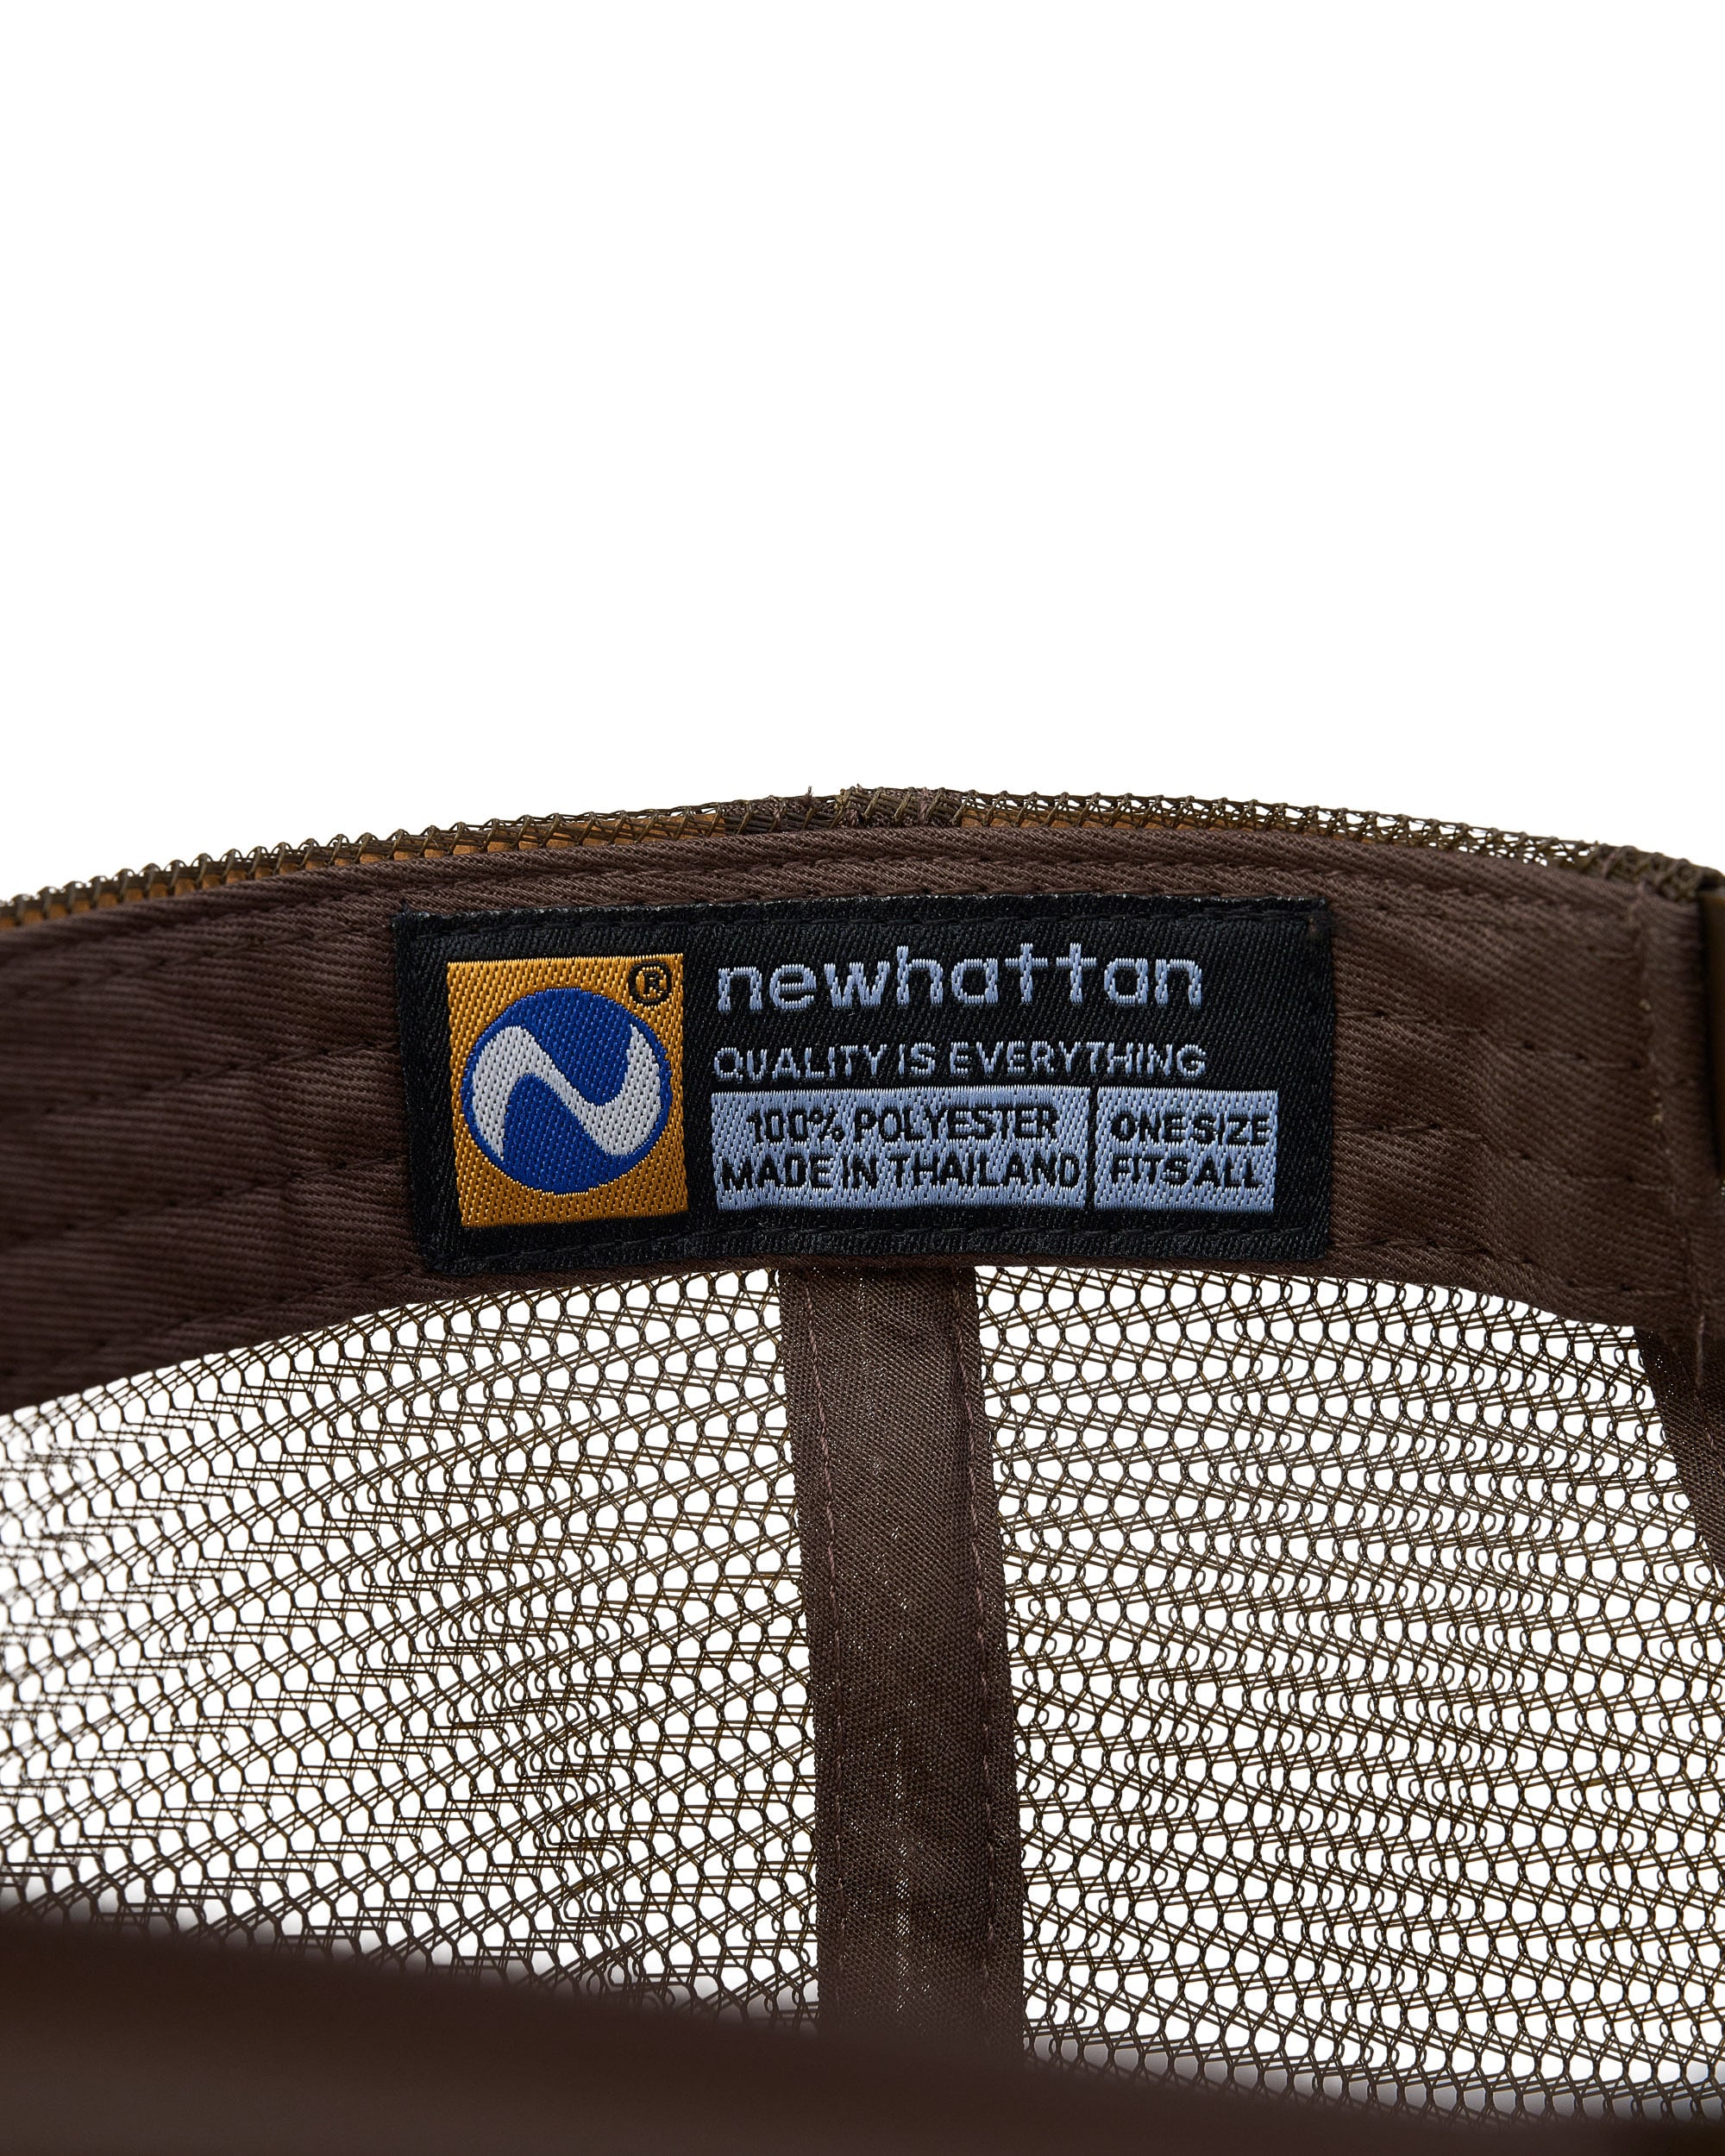 ®
newhattan
QUALITY IS EVERYTHING
100% POLYESTER
MADE IN THAILAND
ONE SIZE
FITS ALL